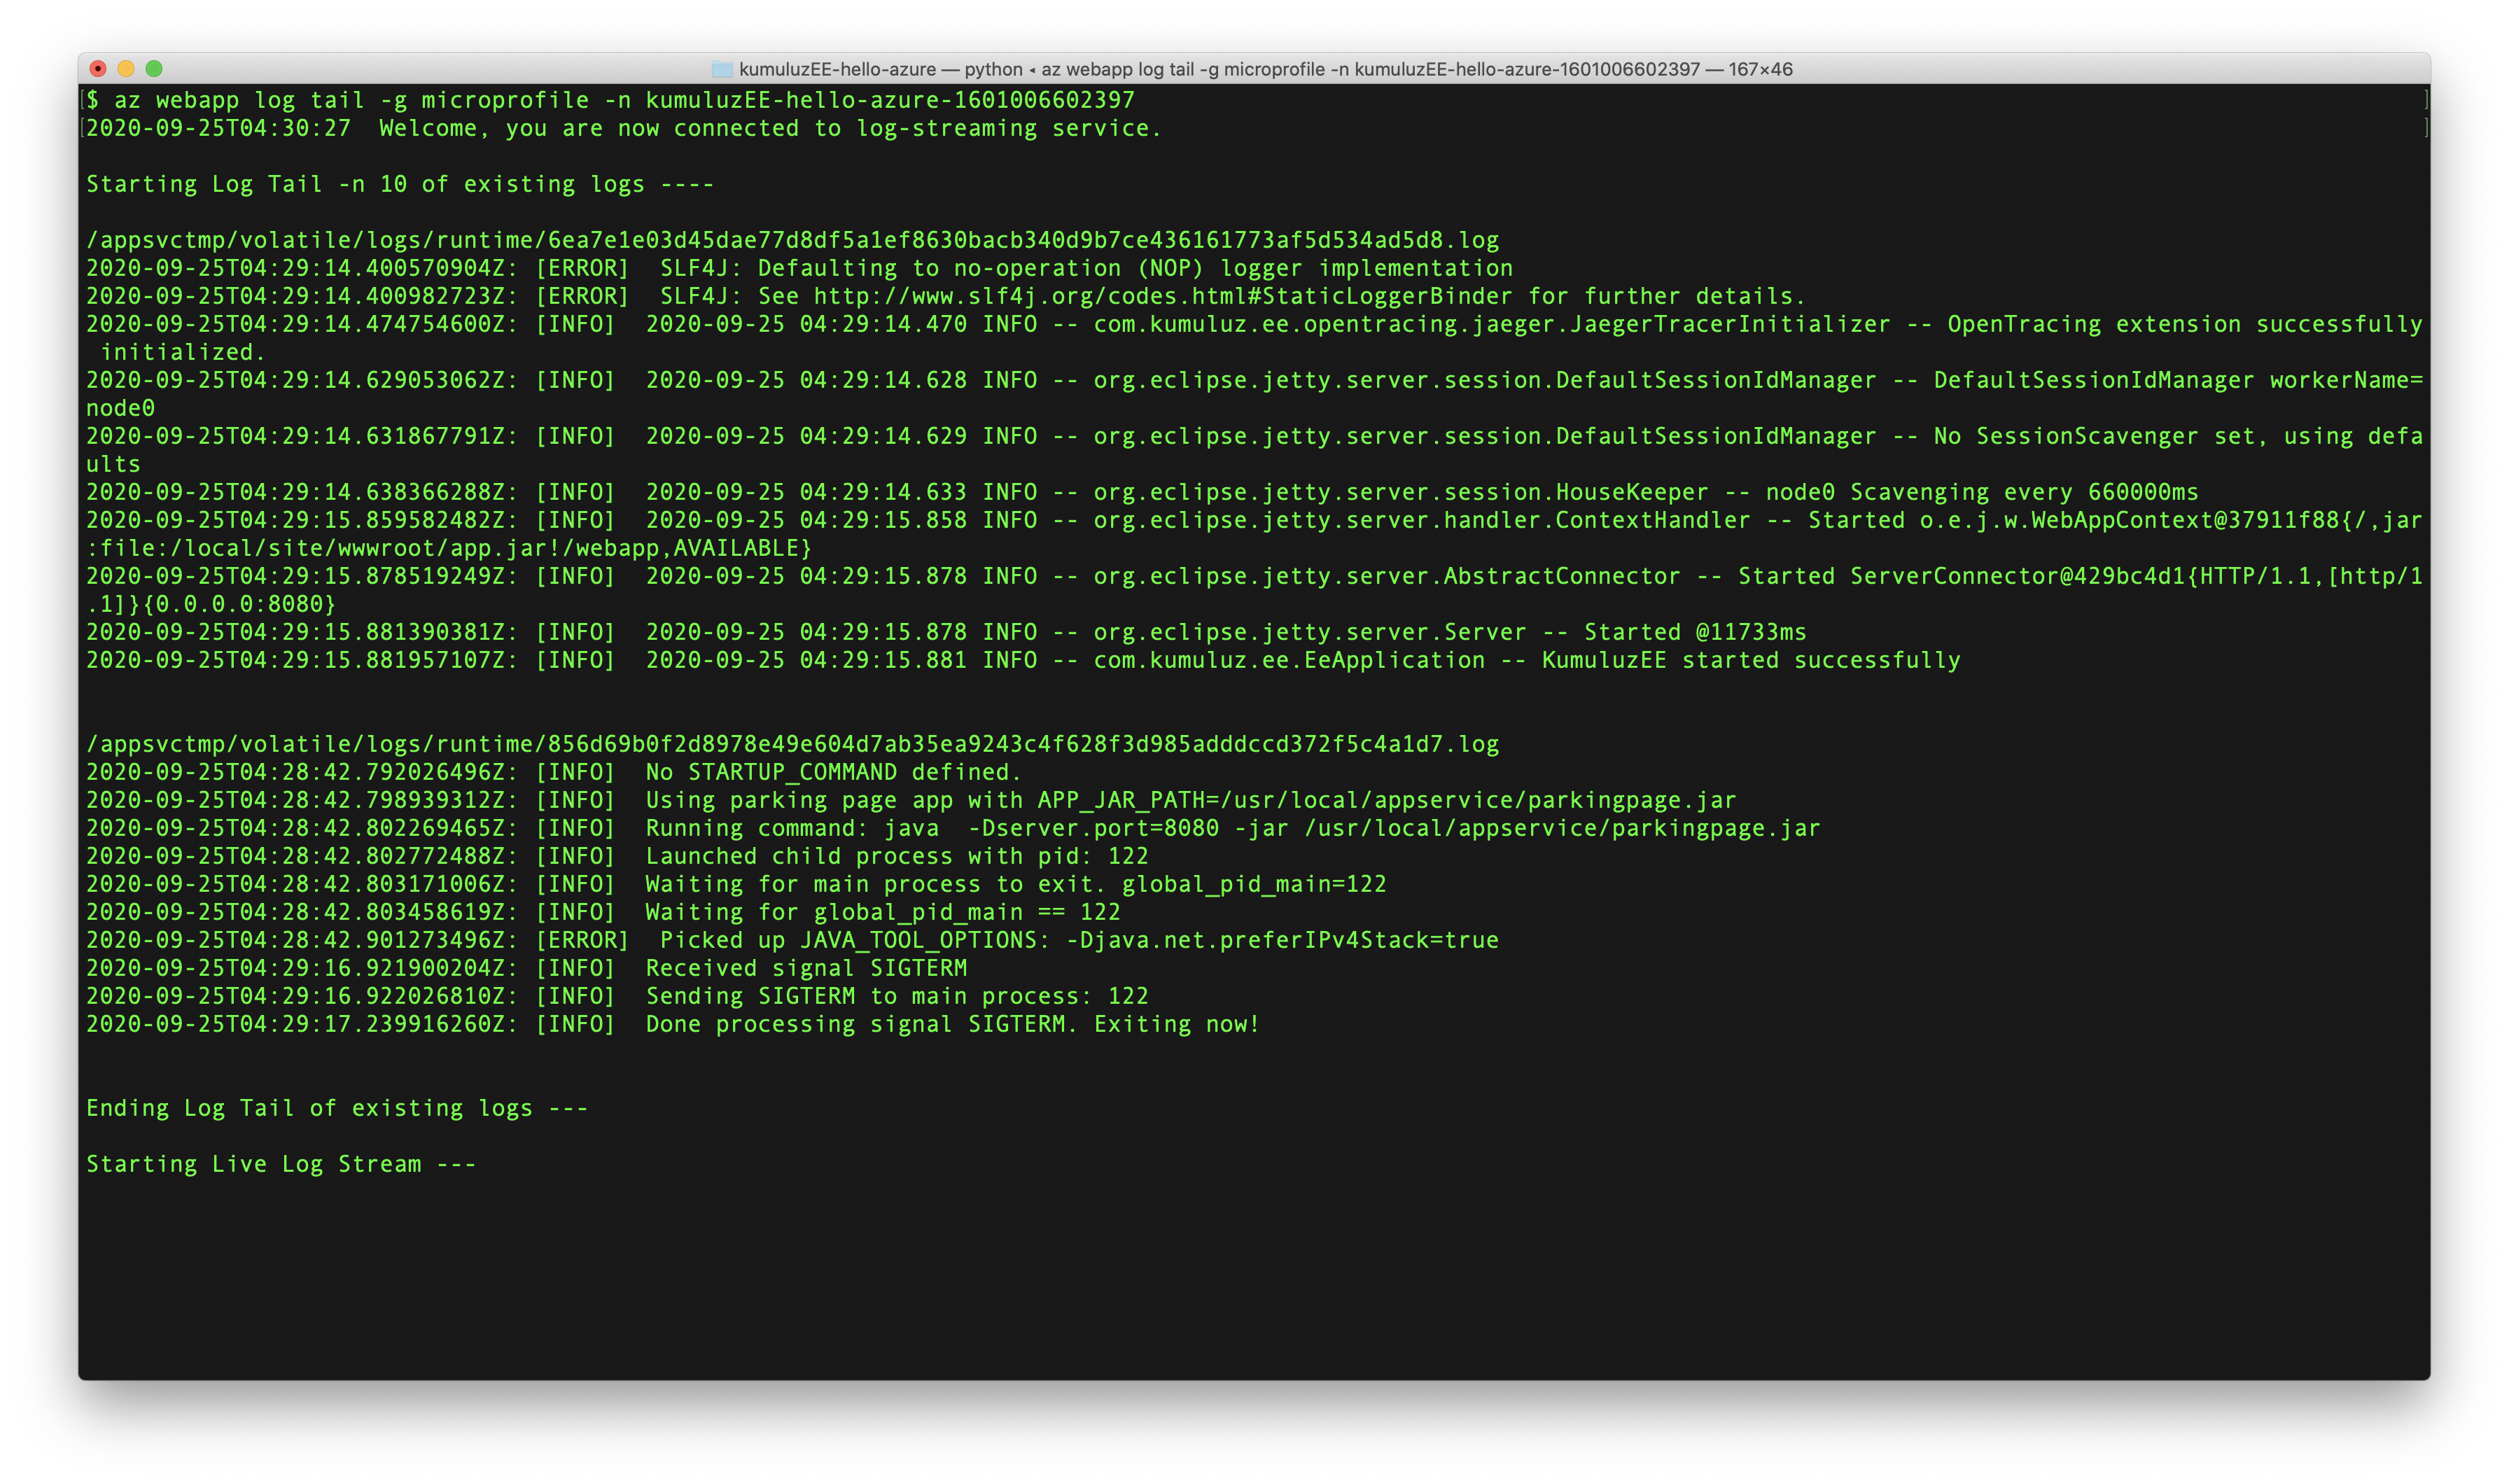 kumuluzEE-hello-azure — python ◂ az webapp log tail -g microprofile -n kumuluzEE-hello-azure-1601006602397 — 167×46
[$ az webapp log tail -g microprofile -n kumuluzEE-hello-azure-1601006602397 ]
[2020-09-25T04:30:27  Welcome, you are now connected to log-streaming service. ]
Starting Log Tail -n 10 of existing logs ----
/appsvctmp/volatile/logs/runtime/6ea7e1e03d45dae77d8df5a1ef8630bacb340d9b7ce436161773af5d534ad5d8.log
2020-09-25T04:29:14.400570904Z: [ERROR]  SLF4J: Defaulting to no-operation (NOP) logger implementation
2020-09-25T04:29:14.400982723Z: [ERROR]  SLF4J: See http://www.slf4j.org/codes.html#StaticLoggerBinder for further details.
2020-09-25T04:29:14.474754600Z: [INFO]  2020-09-25 04:29:14.470 INFO -- com.kumuluz.ee.opentracing.jaeger.JaegerTracerInitializer -- OpenTracing extension successfully
 initialized.
2020-09-25T04:29:14.629053062Z: [INFO]  2020-09-25 04:29:14.628 INFO -- org.eclipse.jetty.server.session.DefaultSessionIdManager -- DefaultSessionIdManager workerName=
node0
2020-09-25T04:29:14.631867791Z: [INFO]  2020-09-25 04:29:14.629 INFO -- org.eclipse.jetty.server.session.DefaultSessionIdManager -- No SessionScavenger set, using defa
ults
2020-09-25T04:29:14.638366288Z: [INFO]  2020-09-25 04:29:14.633 INFO -- org.eclipse.jetty.server.session.HouseKeeper -- node0 Scavenging every 660000ms
2020-09-25T04:29:15.859582482Z: [INFO]  2020-09-25 04:29:15.858 INFO -- org.eclipse.jetty.server.handler.ContextHandler -- Started o.e.j.w.WebAppContext@37911f88{/,jar
:file:/local/site/wwwroot/app.jar!/webapp,AVAILABLE}
2020-09-25T04:29:15.878519249Z: [INFO]  2020-09-25 04:29:15.878 INFO -- org.eclipse.jetty.server.AbstractConnector -- Started ServerConnector@429bc4d1{HTTP/1.1,[http/1
.1]}{0.0.0.0:8080}
2020-09-25T04:29:15.881390381Z: [INFO]  2020-09-25 04:29:15.878 INFO -- org.eclipse.jetty.server.Server -- Started @11733ms
2020-09-25T04:29:15.881957107Z: [INFO]  2020-09-25 04:29:15.881 INFO -- com.kumuluz.ee.EeApplication -- KumuluzEE started successfully
/appsvctmp/volatile/logs/runtime/856d69b0f2d8978e49e604d7ab35ea9243c4f628f3d985adddccd372f5c4a1d7.log
2020-09-25T04:28:42.792026496Z: [INFO]  No STARTUP_COMMAND defined.
2020-09-25T04:28:42.798939312Z: [INFO]  Using parking page app with APP_JAR_PATH=/usr/local/appservice/parkingpage.jar
2020-09-25T04:28:42.802269465Z: [INFO]  Running command: java  -Dserver.port=8080 -jar /usr/local/appservice/parkingpage.jar
2020-09-25T04:28:42.802772488Z: [INFO]  Launched child process with pid: 122
2020-09-25T04:28:42.803171006Z: [INFO]  Waiting for main process to exit. global_pid_main=122
2020-09-25T04:28:42.803458619Z: [INFO]  Waiting for global_pid_main == 122
2020-09-25T04:28:42.901273496Z: [ERROR]  Picked up JAVA_TOOL_OPTIONS: -Djava.net.preferIPv4Stack=true
2020-09-25T04:29:16.921900204Z: [INFO]  Received signal SIGTERM
2020-09-25T04:29:16.922026810Z: [INFO]  Sending SIGTERM to main process: 122
2020-09-25T04:29:17.239916260Z: [INFO]  Done processing signal SIGTERM. Exiting now!
Ending Log Tail of existing logs ---
Starting Live Log Stream ---